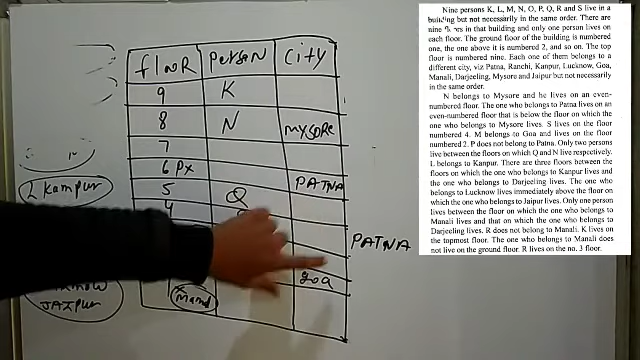 Nine persons K, L, M, N, O, P, Q, R and S live in a
building but not necessarily in the same order. There are
nine floors in that building and only one person lives on
each floor. The ground floor of the building is numbered
one, the one above it is numbered 2, and so on. The top
floor is numbered nine. Each one of them belongs to a
different city, viz Patna, Ranchi, Kanpur, Lucknow, Goa,
Manali, Darjeeling, Mysore and Jaipur but not necessarily
in the same order.
N belongs to Mysore and he lives on an even-
numbered floor. The one who belongs to Patna lives on an
even-numbered floor that is below the floor on which the
one who belongs to Mysore lives. S lives on the floor
numbered 4. M belongs to Goa and lives on the floor
numbered 2. P does not belong to Patna. Only two persons
live between the floors on which Q and N live respectively.
L belongs to Kanpur. There are three floors between the
floors on which the one who belongs to Kanpur lives and
the one who belongs to Darjeeling lives. The one who
belongs to Lucknow lives immediately above the floor on
which the one who belongs to Jaipur lives. Only one person
lives between the floor on which the one who belongs to
Manali lives and that on which the one who belongs to
Darjeeling lives. R does not belong to Manali. K lives on
the topmost floor. The one who belongs to Manali does
not live on the ground floor. R lives on the no. 3 floor.
flooR PerSoN City
9 K
8 N mySoRe
7
6 Px PATNA
5 Q
4
PATNA
goa
L Kanpur
JAIPur